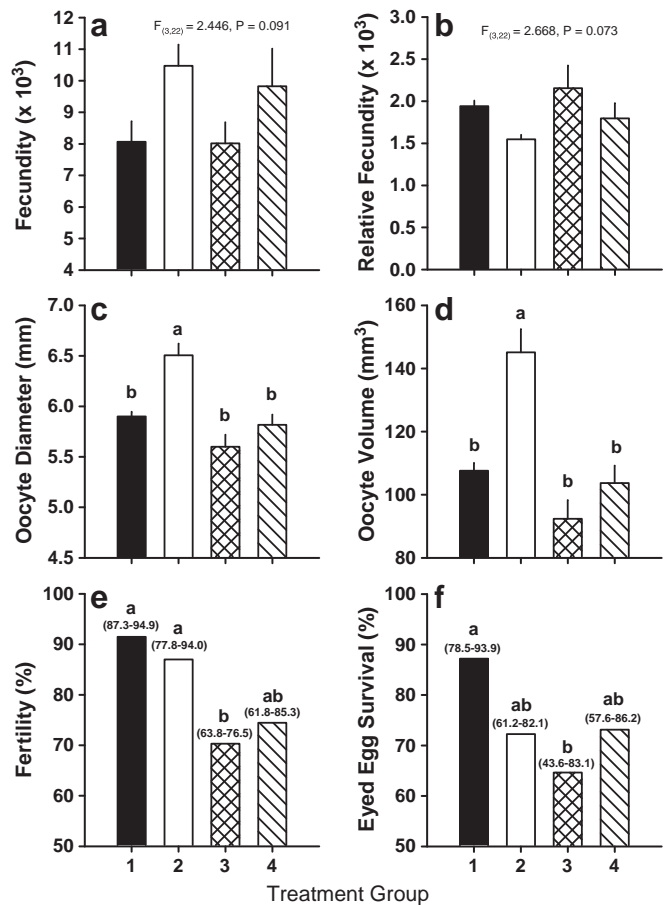 a
F(3,22) = 2.446, P = 0.091
Fecundity (x 10³)
11
10
9
8
7
6
5
4
b
F(3,22) = 2.668, P = 0.073
Relative Fecundity (x 10³)
3.0
2.5
2.0
1.5
1.0
0.5
0.0
c
Oocyte Diameter (mm)
7.0
6.5
6.0
5.5
5.0
4.5
b
a
b
b
d
Oocyte Volume (mm³)
160
140
120
100
80
b
a
b
b
e
Fertility (%)
100
90
80
70
60
50
a
(87.3-94.9)
a
(77.8-94.0)
b
(63.8-76.5)
ab
(61.8-85.3)
1 2 3 4
f
Eyed Egg Survival (%)
100
90
80
70
60
50
a
(78.5-93.9)
ab
(61.2-82.1)
b
(43.6-83.1)
ab
(57.6-86.2)
1 2 3 4
Treatment Group